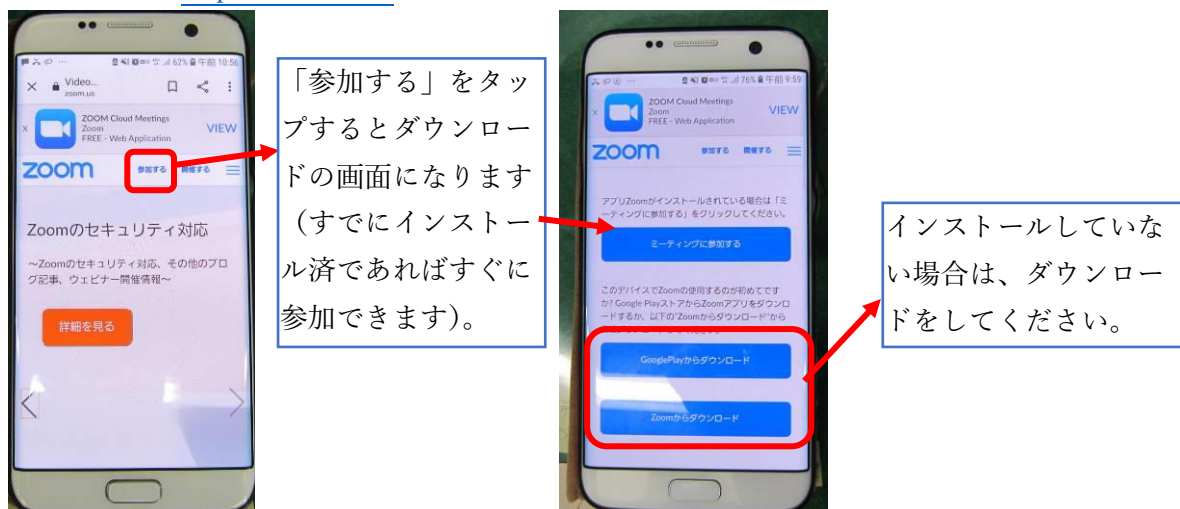 午前 10:56
62%
Video...
zoom.us
ZOOM Cloud Meetings
Zoom
FREE - Web Application
VIEW
zoom
参加する
開催する
Zoomのセキュリティ対応
~Zoomのセキュリティ対応、その他のブロ
グ記事、ウェビナー開催情報~
詳細を見る
「参加する」をタッ
プするとダウンロー
ドの画面になります
(すでにインストー
ル済であればすぐに
参加できます)。
76%
午前 9:59
ZOOM Cloud Meetings
Zoom
FREE - Web Application
VIEW
zoom
参加する
開催する
アプリZoomがインストールされている場合は「ミ
ーティングに参加する」をクリックしてください。
ミーティングに参加する
このデバイスでZoomの使用するのが初めてです
か? Google PlayストアからZoomアプリをダウンロ
ードするか、以下の"Zoomからダウンロード"から
GooglePlayからダウンロード
Zoomからダウンロード
インストールしていな
い場合は、ダウンロー
ドをしてください。